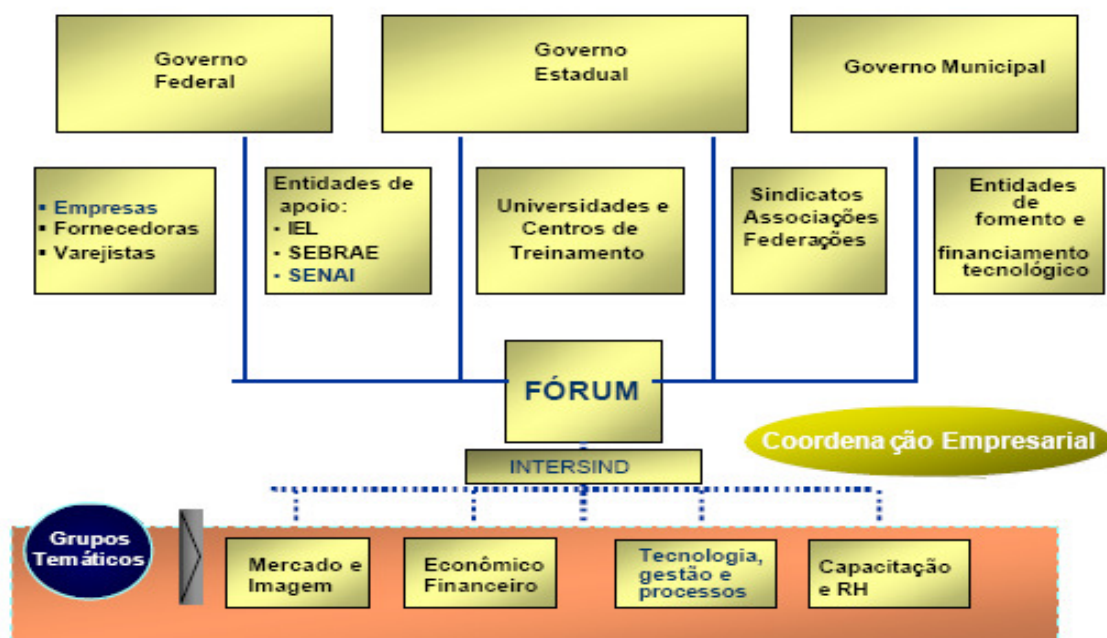 Governo
Federal
Governo
Estadual
Governo Municipal
▪ Empresas
▪ Fornecedoras
▪ Varejistas
Entidades de
apoio:
▪ IEL
▪ SEBRAE
▪ SENAI
Universidades e
Centros de
Treinamento
Sindicatos
Associações
Federações
Entidades
de
fomento e
financiamento
tecnológico
FÓRUM
Coordenação Empresarial
INTERSIND
Grupos
Temáticos
Mercado e
Imagem
Econômico
Financeiro
Tecnologia,
gestão e
processos
Capacitação
e RH